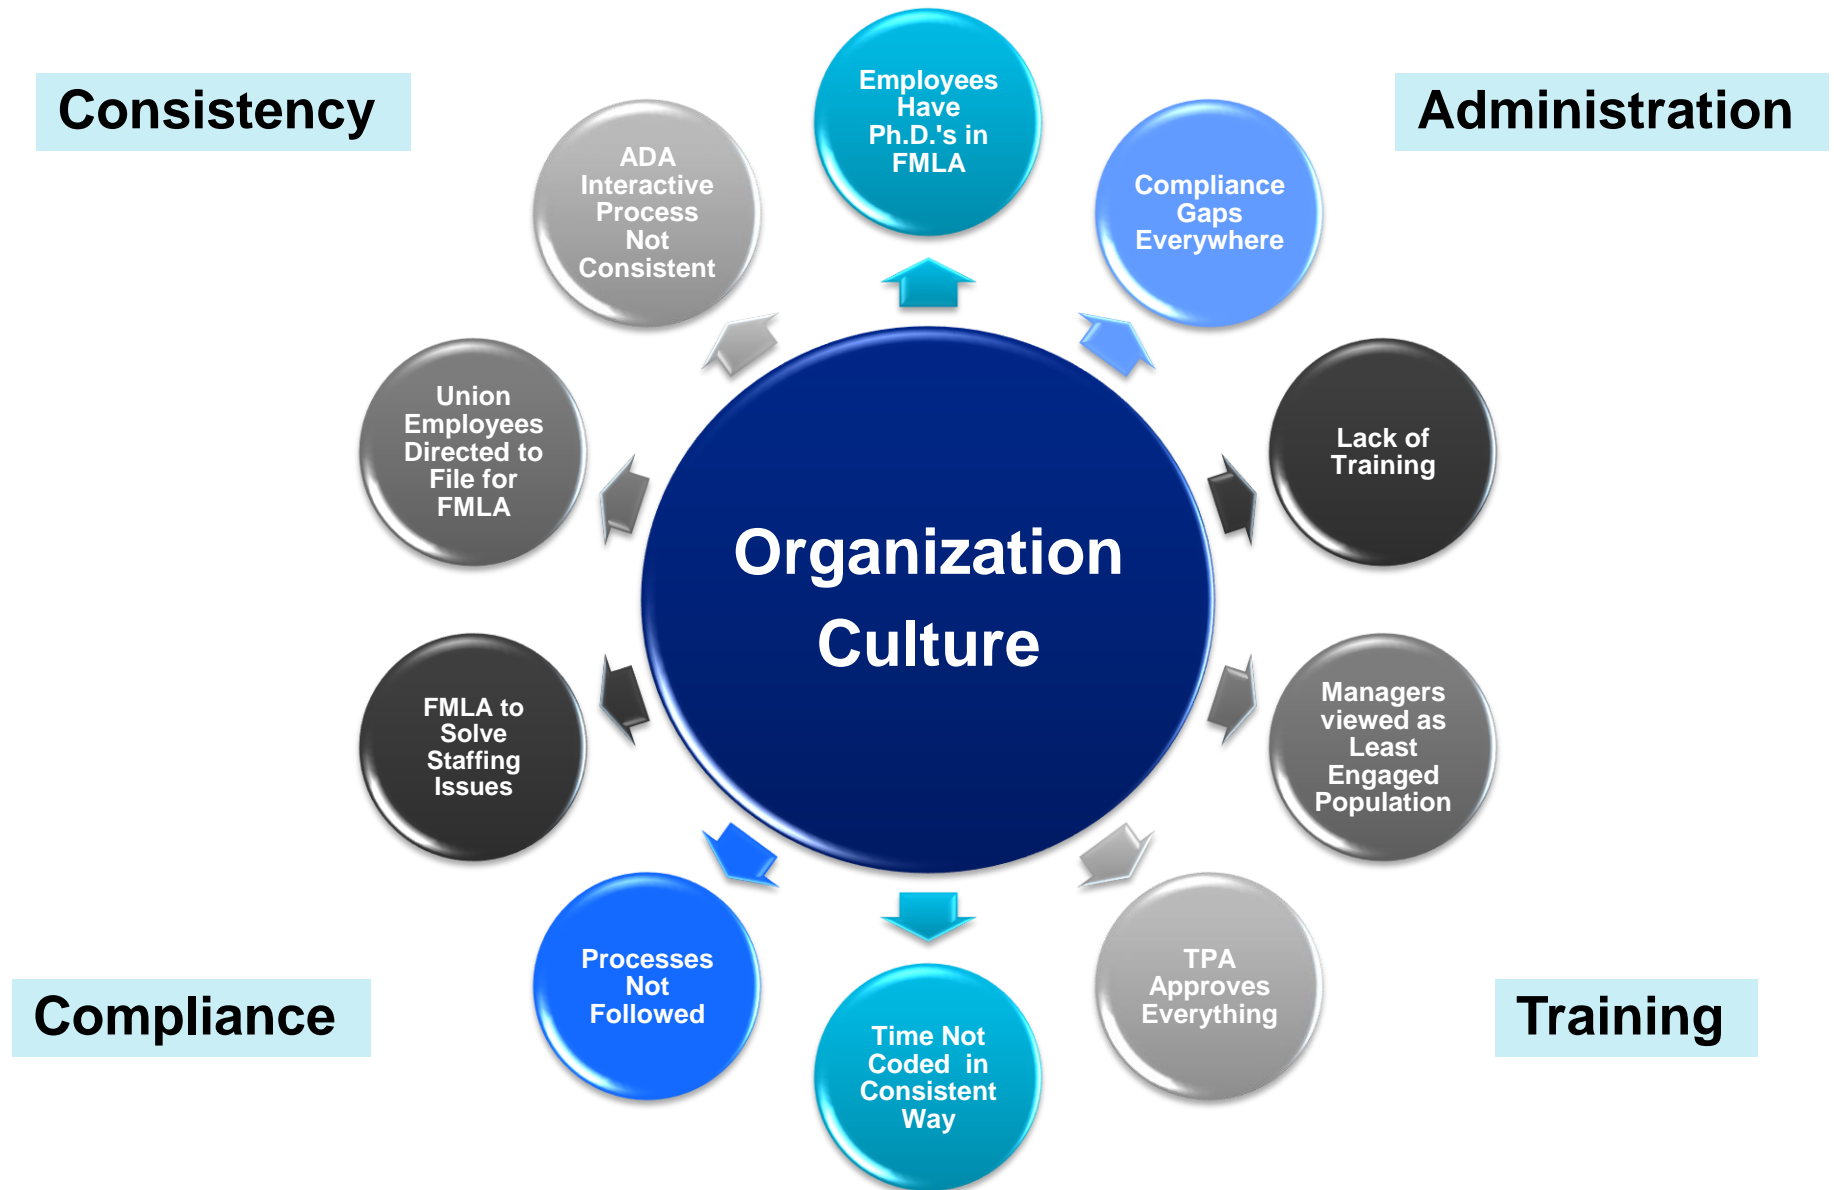 Consistency
Administration
Employees
Have
Ph.D.'s in
FMLA
Compliance
Gaps
Everywhere
Lack of
Training
Managers
viewed as
Least
Engaged
Population
TPA
Approves
Everything
Time Not
Coded  in
Consistent
Way
Processes
Not
Followed
FMLA to
Solve
Staffing
Issues
Union
Employees
Directed to
File for
FMLA
ADA
Interactive
Process
Not
Consistent
Organization
Culture
Compliance
Training